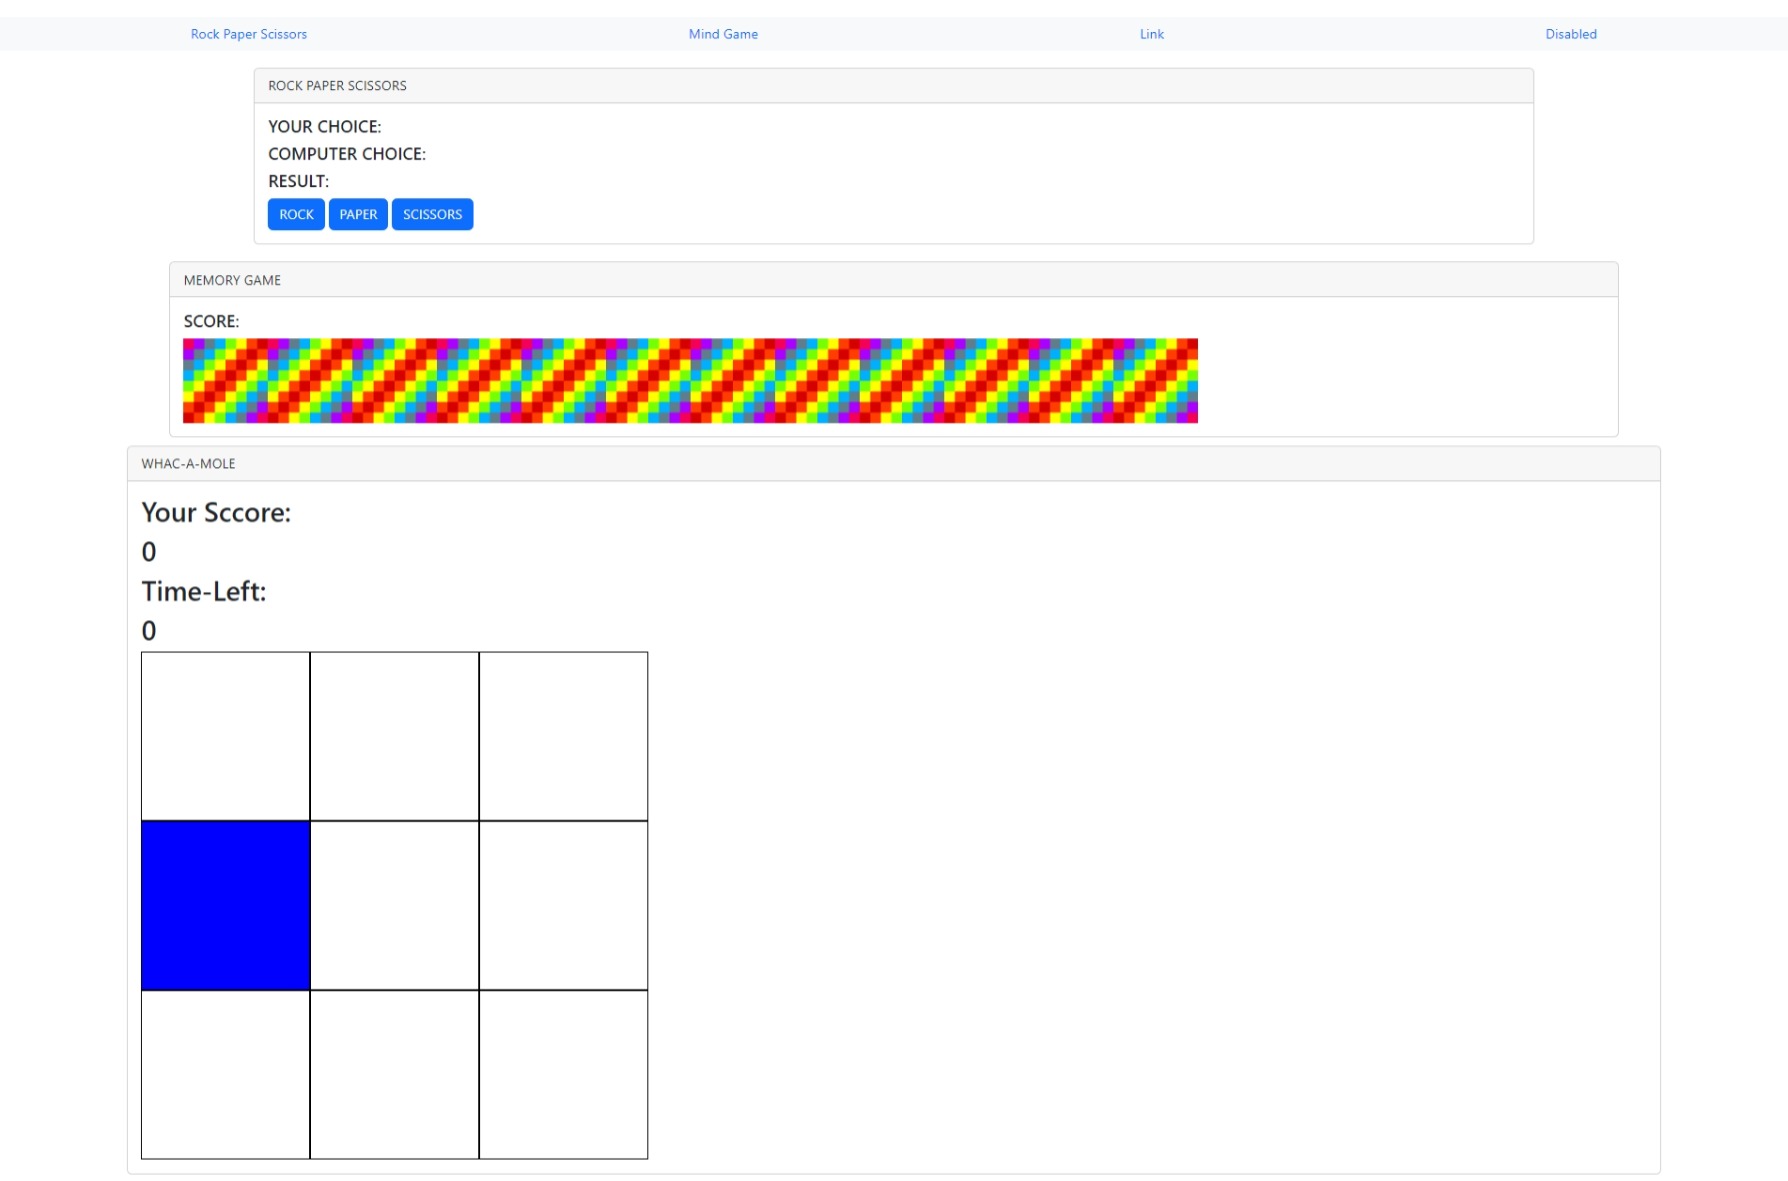 Rock Paper Scissors Mind Game Link Disabled
ROCK PAPER SCISSORS
YOUR CHOICE:
COMPUTER CHOICE:
RESULT:
ROCK PAPER SCISSORS
MEMORY GAME
SCORE:
WHAC-A-MOLE
Your Sccore:
0
Time-Left:
0